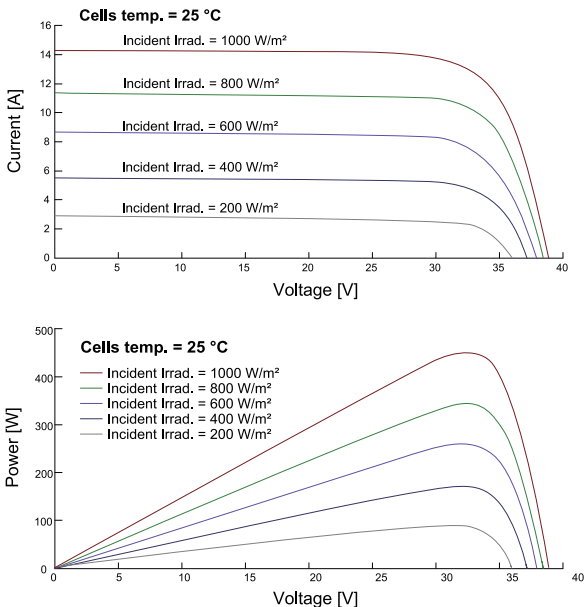 Cells temp. = 25 °C
16
14
12
10
8
6
4
2
0
Current [A]
Incident Irrad. = 1000 W/m²
Incident Irrad. = 800 W/m²
Incident Irrad. = 600 W/m²
Incident Irrad. = 400 W/m²
Incident Irrad. = 200 W/m²
0 5 10 15 20 25 30 35 40
Voltage [V]
500
400
300
200
100
0
Power [W]
Cells temp. = 25 °C
Incident Irrad. = 1000 W/m²
Incident Irrad. = 800 W/m²
Incident Irrad. = 600 W/m²
Incident Irrad. = 400 W/m²
Incident Irrad. = 200 W/m²
0 5 10 15 20 25 30 35 40
Voltage [V]